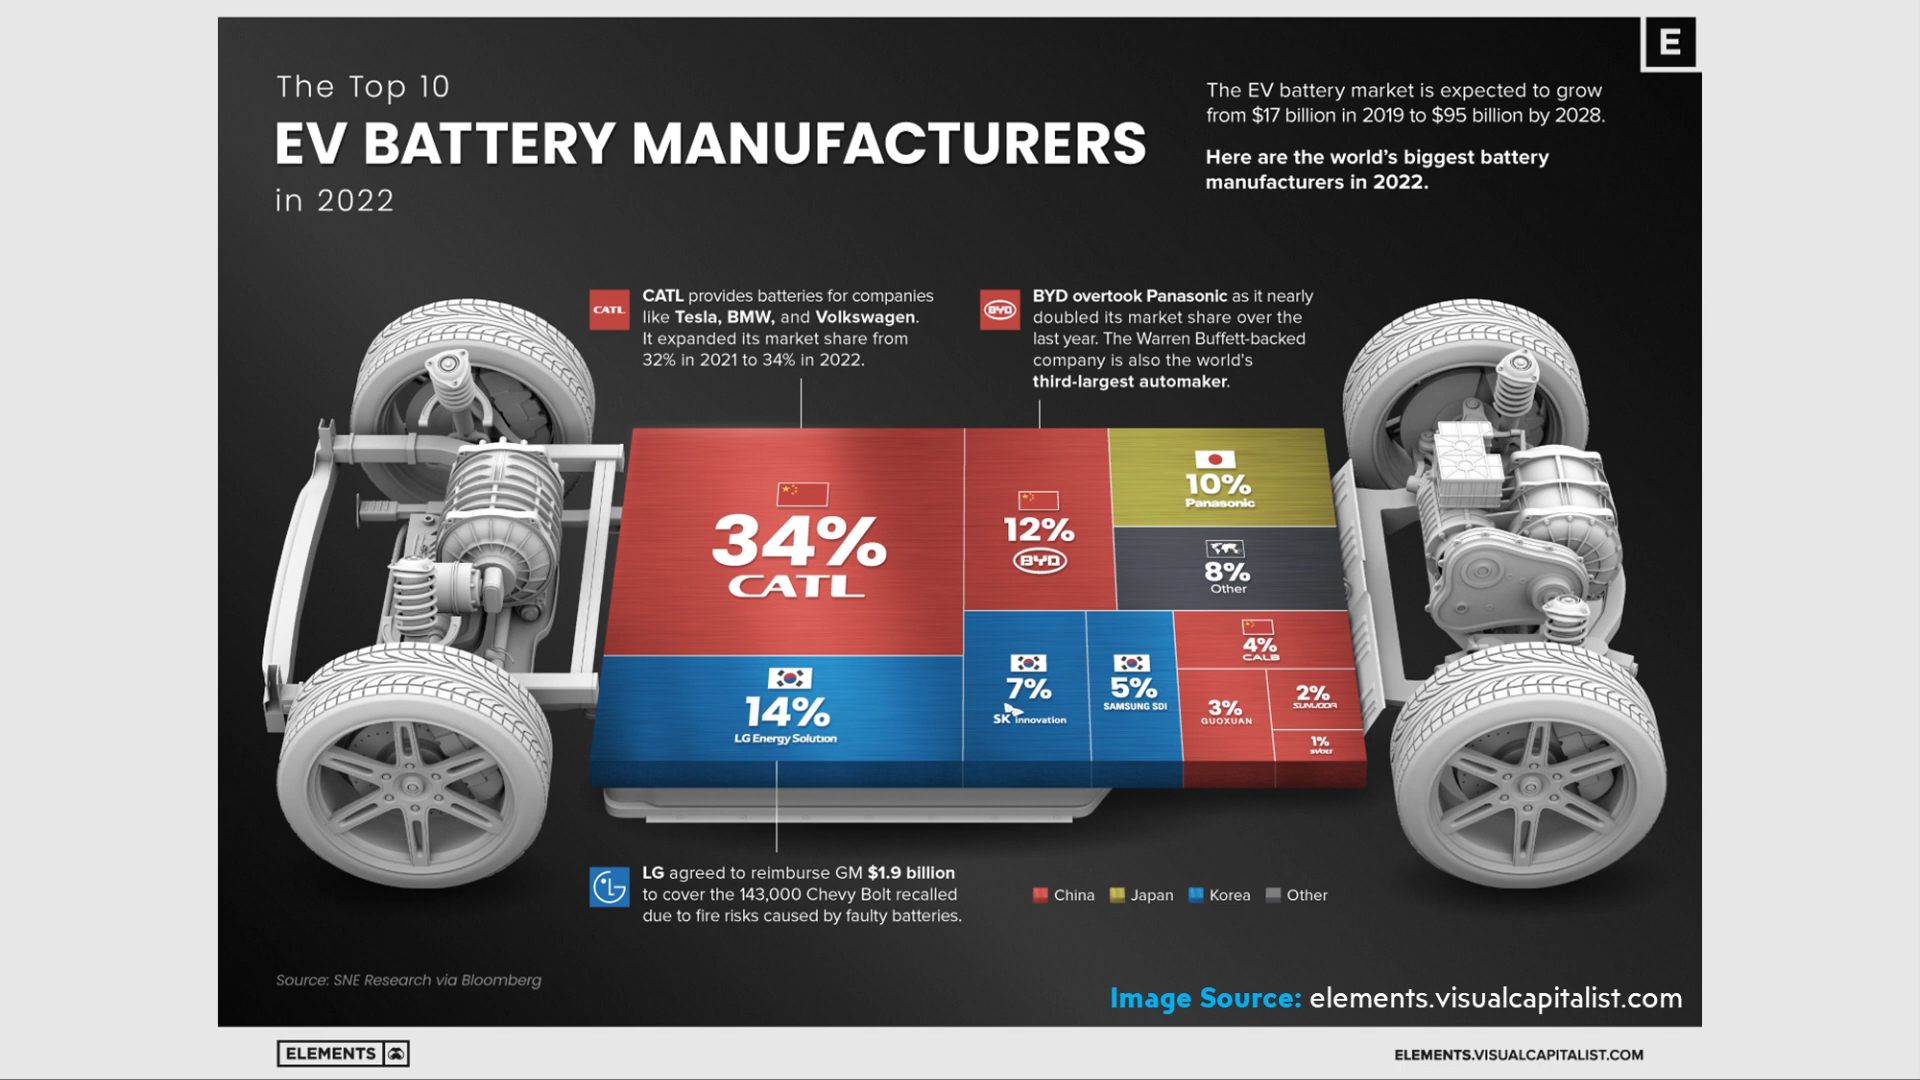 E
The Top 10
EV BATTERY MANUFACTURERS
in 2022
The EV battery market is expected to grow
from $17 billion in 2019 to $95 billion by 2028.
Here are the world's biggest battery
manufacturers in 2022.
CATL
CATL provides batteries for companies
like Tesla, BMW, and Volkswagen.
It expanded its market share from
32% in 2021 to 34% in 2022.
BYD
BYD overtook Panasonic as it nearly
doubled its market share over the
last year. The Warren Buffett-backed
company is also the world's
third-largest automaker.
34%
CATL
12%
BYD
10%
Panasonic
8%
Other
14%
LG Energy Solution
7%
SK innovation
5%
SAMSUNG SDI
4%
CALB
3%
GUOXUAN
2%
SUNWODA
1%
SVOLT
LG
LG agreed to reimburse GM $1.9 billion
to cover the 143,000 Chevy Bolt recalled
due to fire risks caused by faulty batteries.
China
Japan
Korea
Other
Source: SNE Research via Bloomberg
Image Source: elements.visualcapitalist.com
ELEMENTS
ELEMENTS.VISUALCAPITALIST.COM